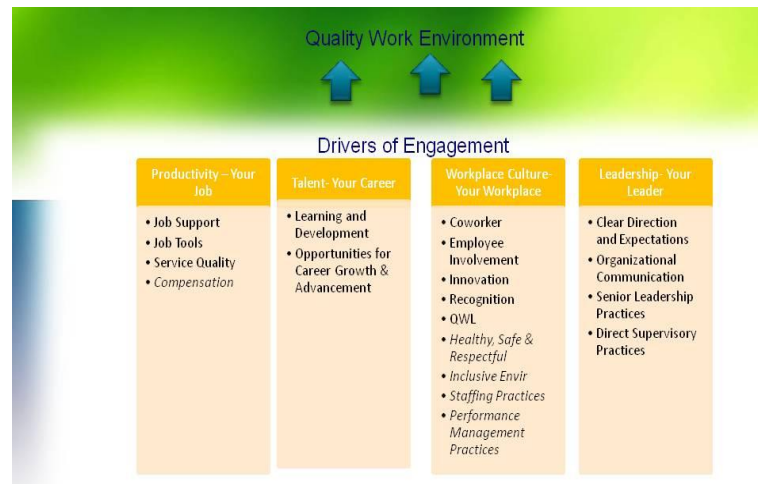 Quality Work Environment
Drivers of Engagement
Productivity – Your
Job
• Job Support
• Job Tools
• Service Quality
• Compensation
Talent- Your Career
• Learning and
Development
• Opportunities for
Career Growth &
Advancement
Workplace Culture-
Your Workplace
• Coworker
• Employee
Involvement
• Innovation
• Recognition
• QWL
• Healthy, Safe &
Respectful
• Inclusive Envir
• Staffing Practices
• Performance
Management
Practices
Leadership- Your
Leader
• Clear Direction
and Expectations
• Organizational
Communication
• Senior Leadership
Practices
• Direct Supervisory
Practices